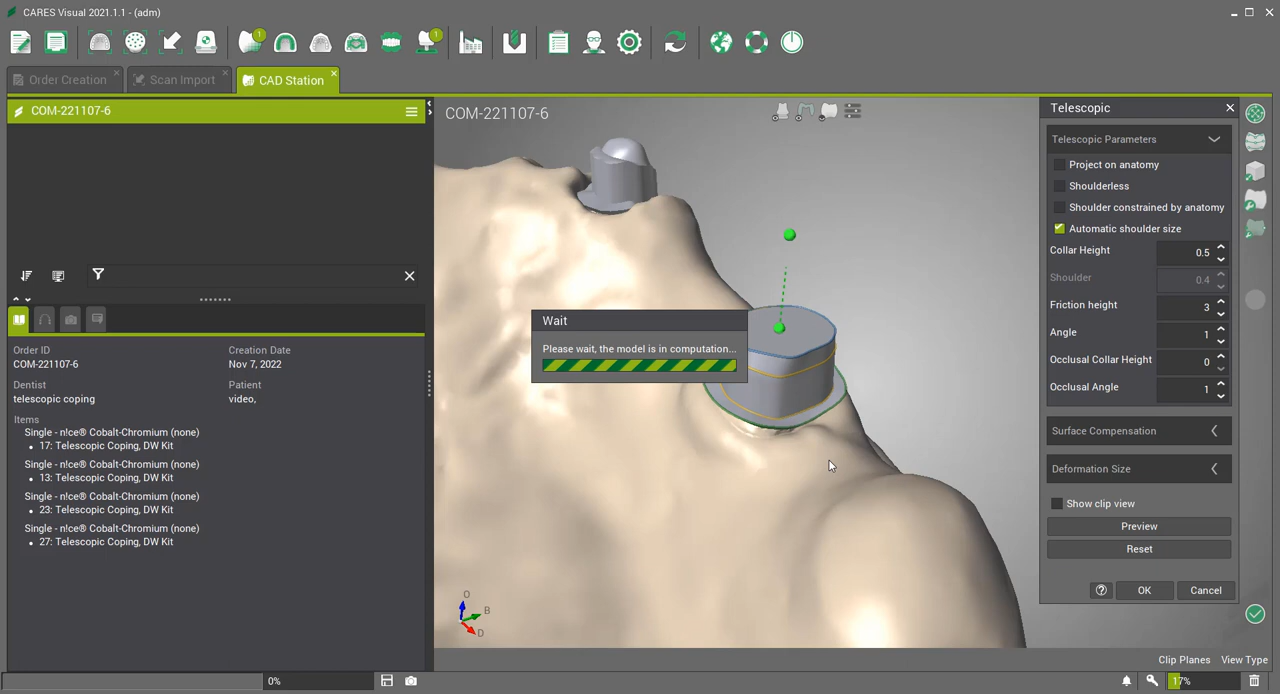 CARES Visual 2021.1.1 - (adm)
1
1
Order Creation
Scan Import
CAD Station
COM-221107-6
COM-221107-6
Order ID
Creation Date
COM-221107-6
Nov 7, 2022
Dentist
Patient
telescopic coping
video,
Items
Single - n!ce® Cobalt-Chromium (none)
• 17: Telescopic Coping, DW Kit
Single - n!ce® Cobalt-Chromium (none)
• 13: Telescopic Coping, DW Kit
Single - n!ce® Cobalt-Chromium (none)
• 23: Telescopic Coping, DW Kit
Single - n!ce® Cobalt-Chromium (none)
• 27: Telescopic Coping, DW Kit
Wait
Please wait, the model is in computation...
O
B
D
Telescopic
Telescopic Parameters
Project on anatomy
Shoulderless
Shoulder constrained by anatomy
Automatic shoulder size
Collar Height 0.5
Shoulder 0.4
Friction height 3
Angle 1
Occlusal Collar Height 0
Occlusal Angle 1
Surface Compensation
Deformation Size
Show clip view
Preview
Reset
OK
Cancel
Clip Planes
View Type
0%
17%